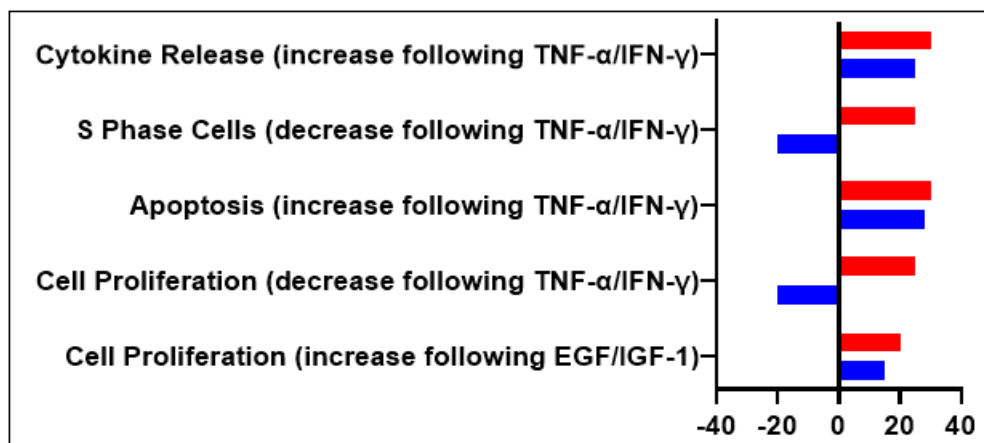 Cytokine Release (increase following TNF-α/IFN-γ)
S Phase Cells (decrease following TNF-α/IFN-γ)
Apoptosis (increase following TNF-α/IFN-γ)
Cell Proliferation (decrease following TNF-α/IFN-γ)
Cell Proliferation (increase following EGF/IGF-1)
-40 -20 0 20 40